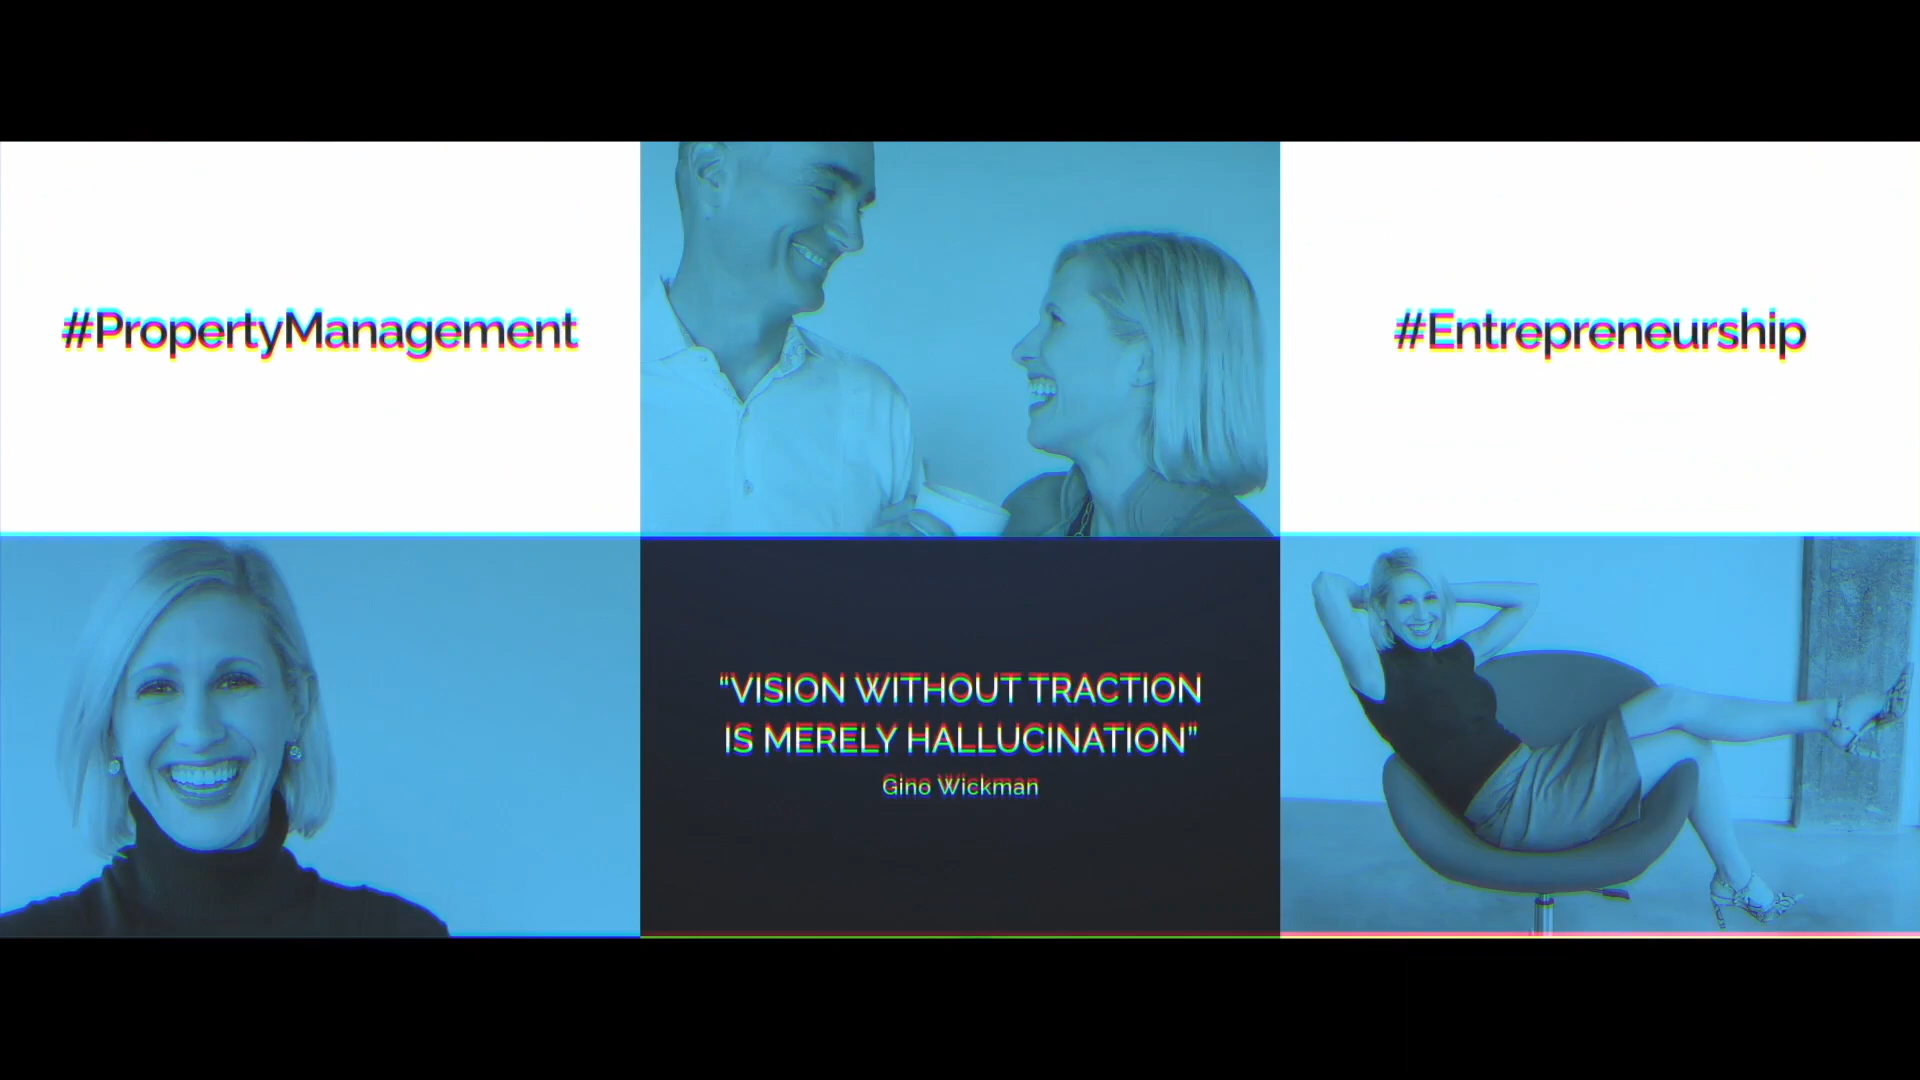 #PropertyManagement
#Entrepreneurship
“VISION WITHOUT TRACTION
IS MERELY HALLUCINATION”
Gino Wickman